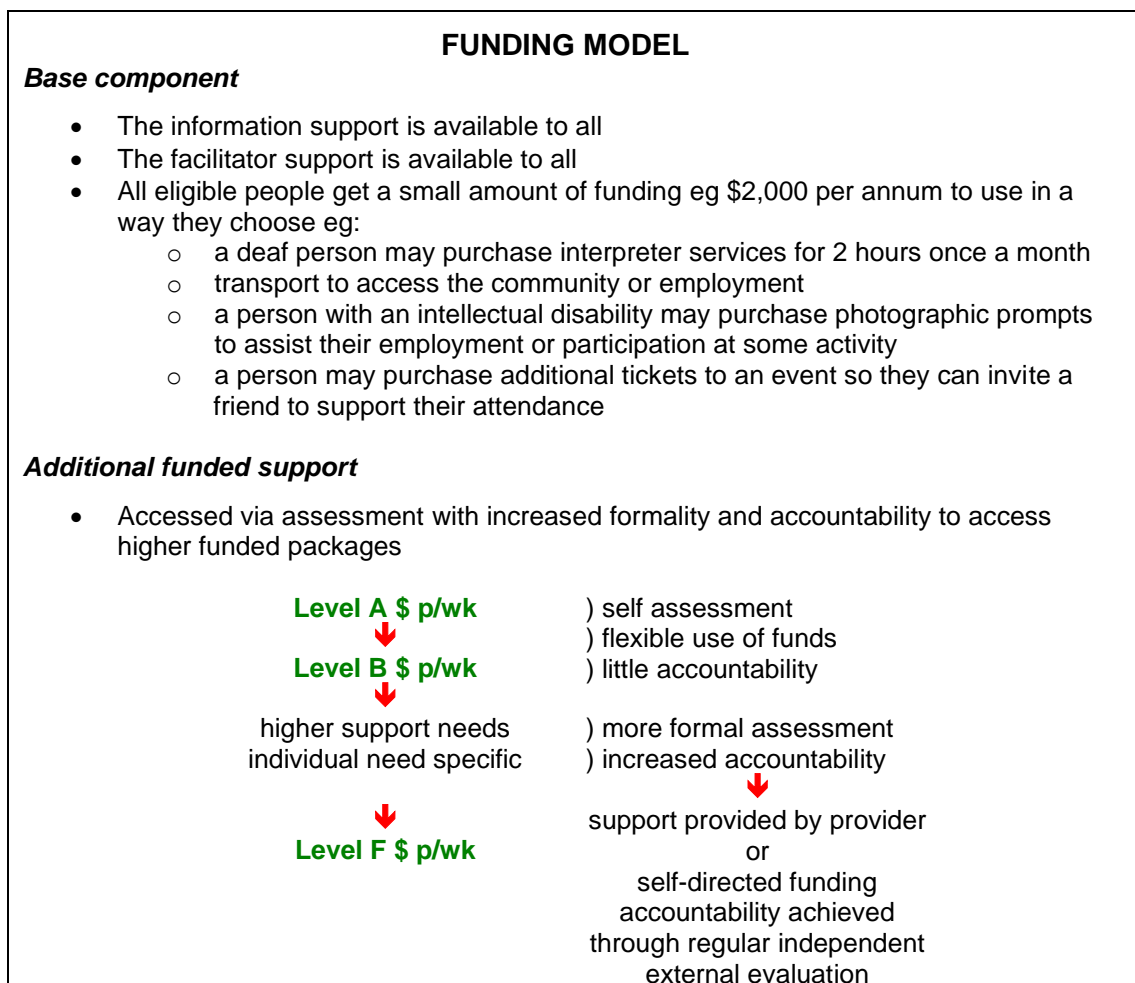 FUNDING MODEL
Base component
• The information support is available to all
• The facilitator support is available to all
• All eligible people get a small amount of funding eg $2,000 per annum to use in a
way they choose eg:
o a deaf person may purchase interpreter services for 2 hours once a month
o transport to access the community or employment
o a person with an intellectual disability may purchase photographic prompts
to assist their employment or participation at some activity
o a person may purchase additional tickets to an event so they can invite a
friend to support their attendance
Additional funded support
• Accessed via assessment with increased formality and accountability to access
higher funded packages
Level A $ p/wk ) self assessment
) flexible use of funds
Level B $ p/wk ) little accountability
higher support needs ) more formal assessment
individual need specific ) increased accountability
support provided by provider
Level F $ p/wk or
self-directed funding
accountability achieved
through regular independent
external evaluation